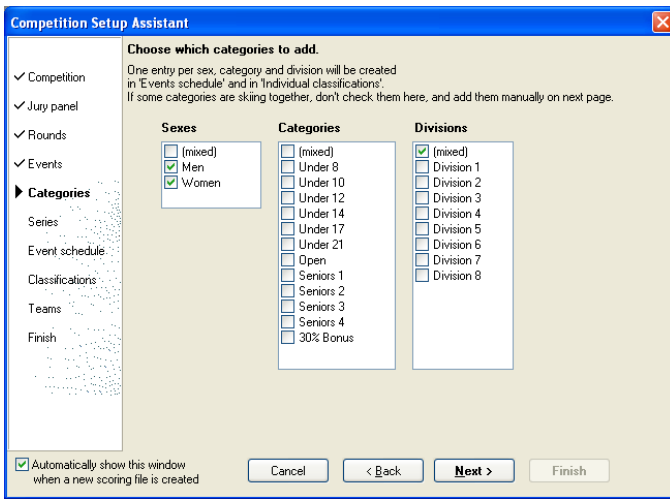 Competition Setup Assistant
Choose which categories to add.
One entry per sex, category and division will be created
in 'Events schedule' and in 'Individual classifications'.
If some categories are skiing together, don't check them here, and add them manually on next page.
Competition
Jury panel
Rounds
Events
Categories
Series
Event schedule
Classifications
Teams
Finish
Sexes
(mixed)
Men
Women
Categories
(mixed)
Under 8
Under 10
Under 12
Under 14
Under 17
Under 21
Open
Seniors 1
Seniors 2
Seniors 3
Seniors 4
30% Bonus
Divisions
(mixed)
Division 1
Division 2
Division 3
Division 4
Division 5
Division 6
Division 7
Division 8
Automatically show this window
when a new scoring file is created
Cancel
< Back
Next >
Finish